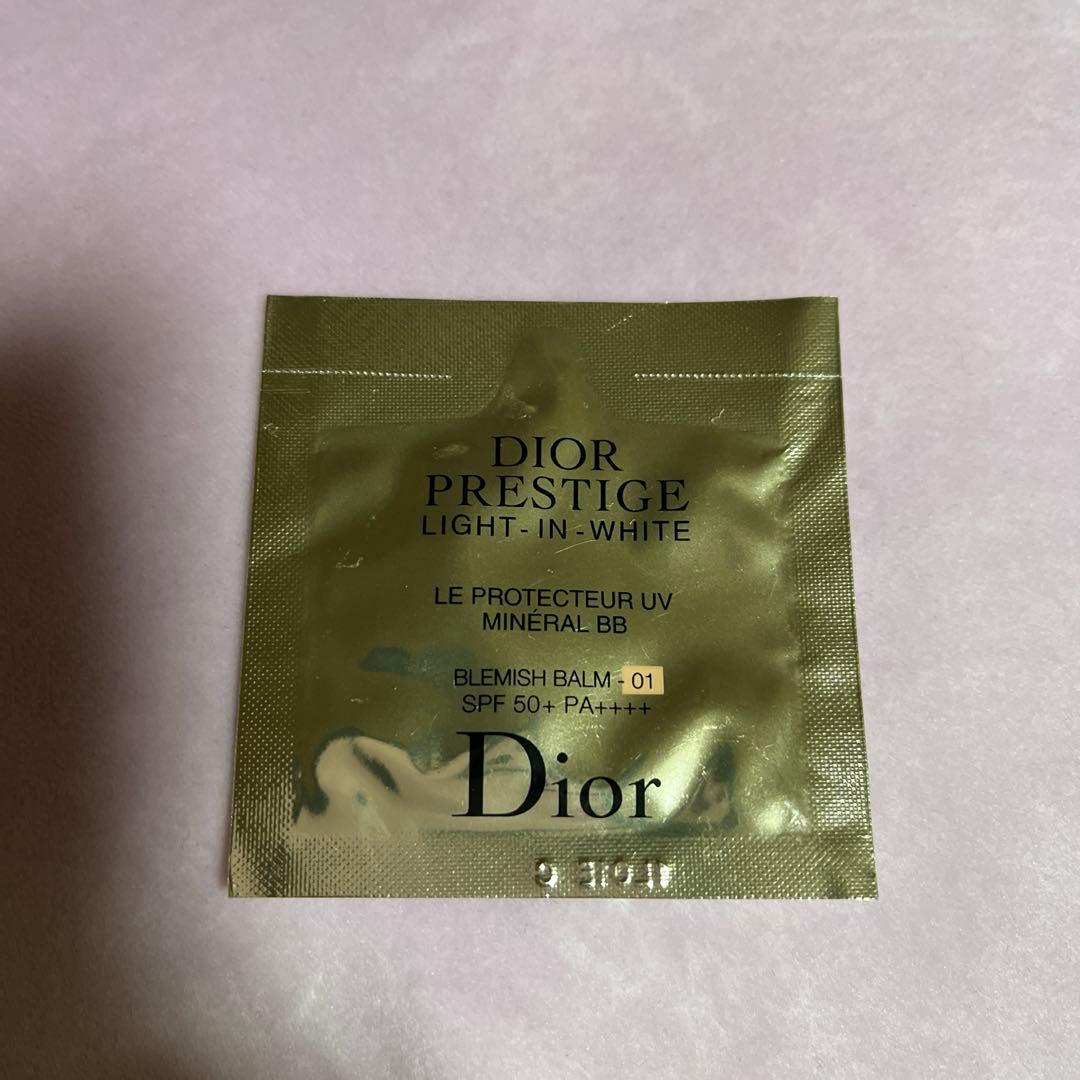 DIOR
PRESTIGE
LIGHT-IN-WHITE
LE PROTECTEUR UV
MINÉRAL BB
BLEMISH BALM - 01
SPF 50+ PA++++
Dior